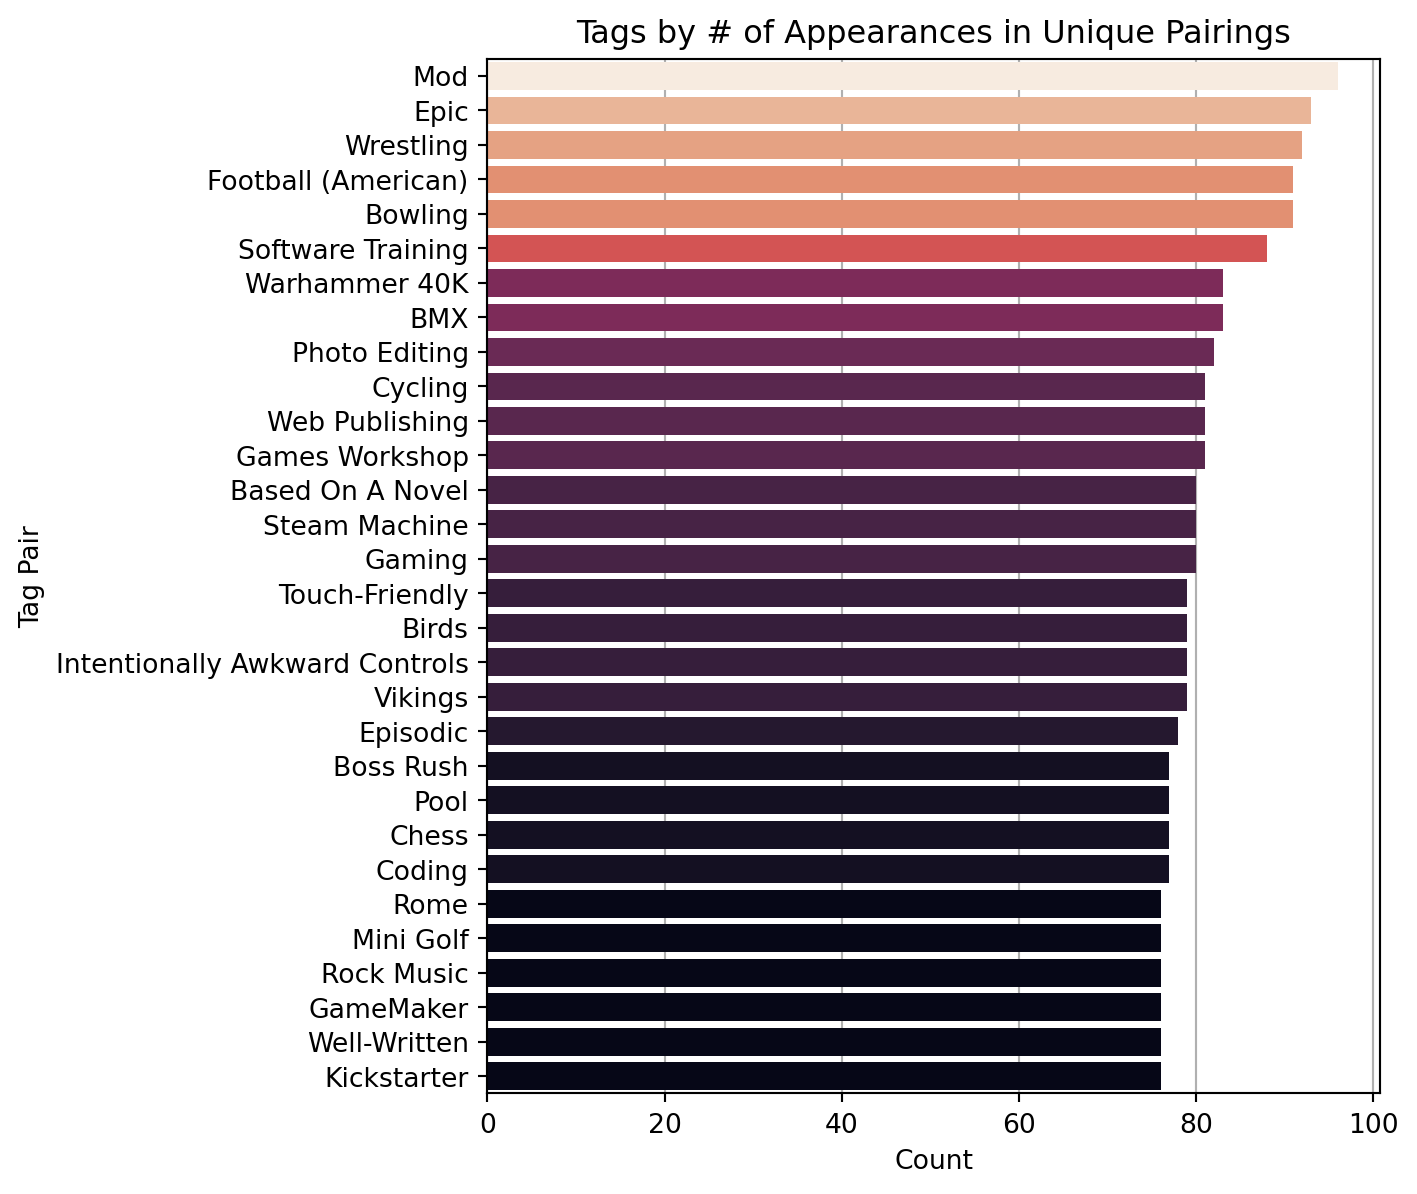 Tags by # of Appearances in Unique Pairings
Mod
Epic
Wrestling
Football (American)
Bowling
Software Training
Warhammer 40K
BMX
Photo Editing
Cycling
Web Publishing
Games Workshop
Based On A Novel
Steam Machine
Gaming
Touch-Friendly
Birds
Intentionally Awkward Controls
Vikings
Episodic
Boss Rush
Pool
Chess
Coding
Rome
Mini Golf
Rock Music
GameMaker
Well-Written
Kickstarter
Tag Pair
0 20 40 60 80 100
Count